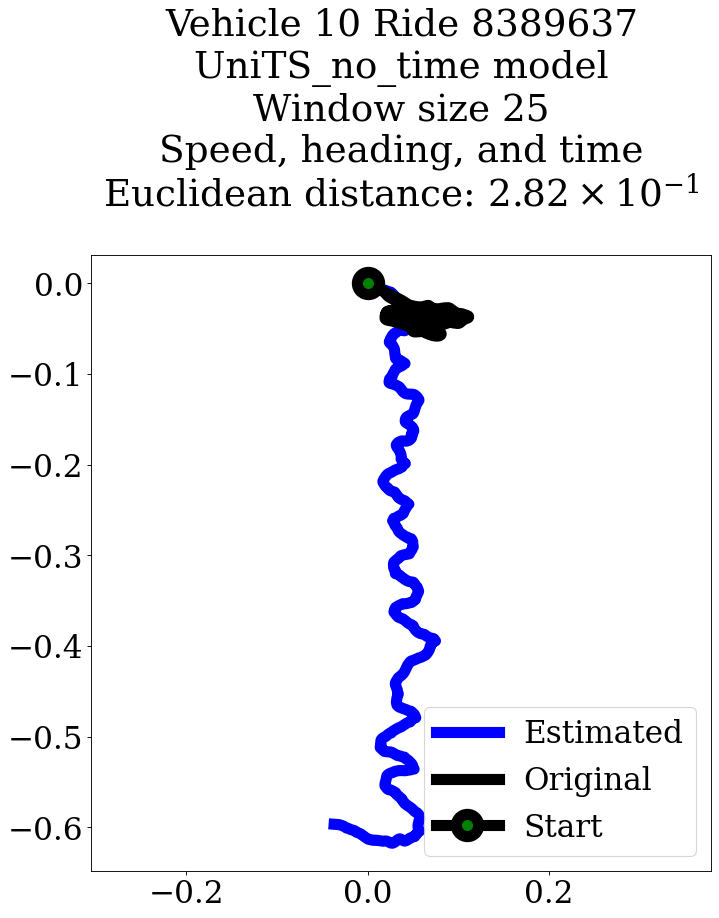 Vehicle 10 Ride 8389637
UniTS_no_time model
Window size 25
Speed, heading, and time
Euclidean distance: 2.82 × 10⁻¹
0.0
−0.1
−0.2
−0.3
−0.4
−0.5
−0.6
Estimated
Original
Start
−0.2
0.0
0.2